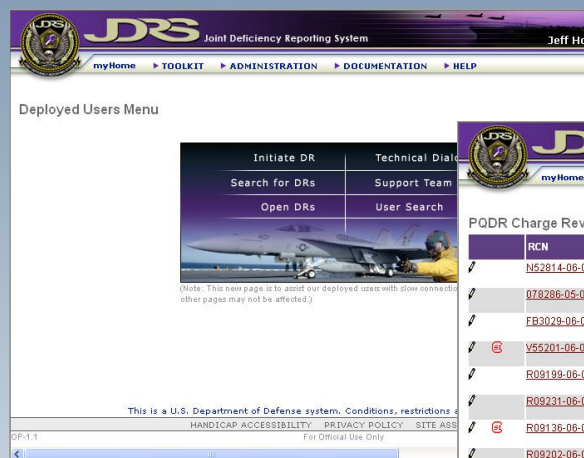 JDRS Joint Deficiency Reporting System
Jeff Ho
myHome TOOLKIT ADMINISTRATION DOCUMENTATION HELP
Deployed Users Menu
Initiate DR Technical Dialo
Search for DRs Support Team
Open DRs User Search
(Note: This new page is to assist our deployed users with slow connectio
other pages may not be affected.)
This is a U.S. Department of Defense system. Conditions, restrictions a
HANDICAP ACCESSIBILITY PRIVACY POLICY SITE ASS
OP-1.1 For Official Use Only
JD
myHome
PQDR Charge Rev
RCN
N52814-06-0
078286-05-0
FB3029-06-0
V55201-06-0
R09199-06-0
R09231-06-0
R09136-06-0
R09202-06-0